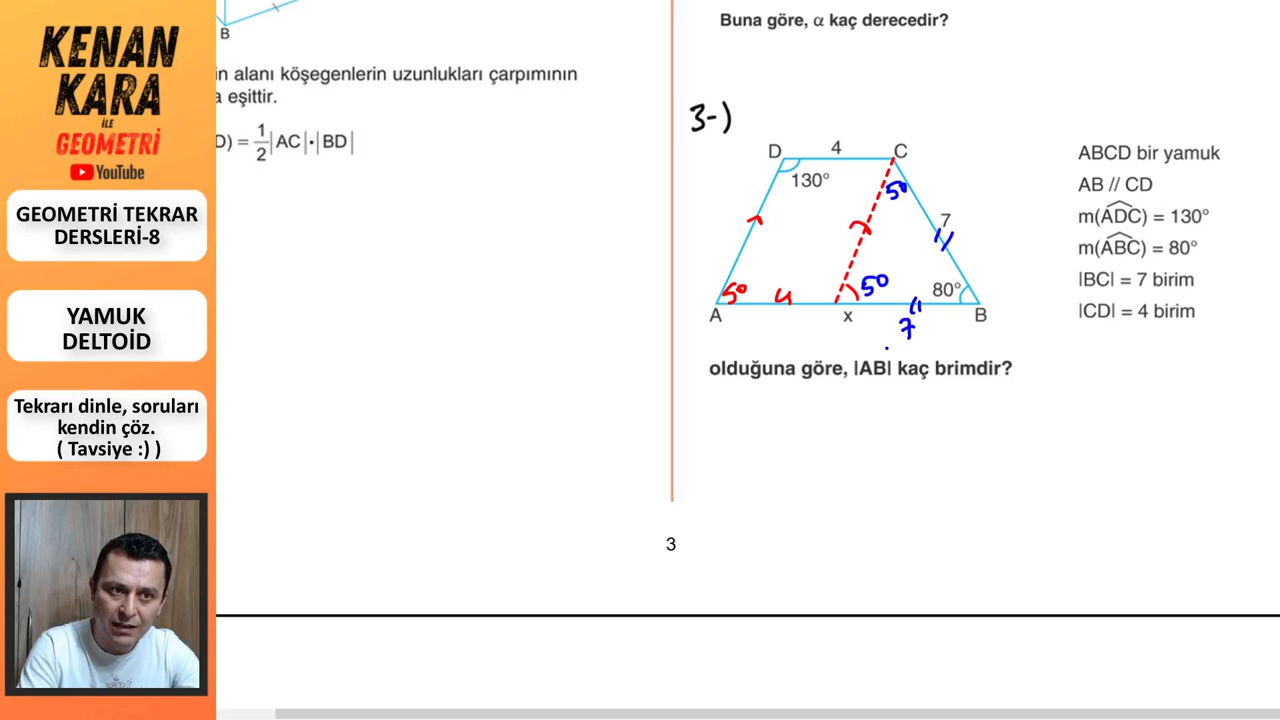 KENAN
KARA
İLE
GEOMETRİ
YouTube
GEOMETRİ TEKRAR
DERSLERİ-8
YAMUK
DELTOİD
Tekrarı dinle, soruları
kendin çöz.
( Tavsiye :) )
B
in alanı köşegenlerin uzunlukları çarpımının
a eşittir.
D) = 1/2 |AC|·|BD|
Buna göre, α kaç derecedir?
3-)
D 4 C
130° 50
7
50 4 50 80°
A x B
7
ABCD bir yamuk
AB // CD
m(ADC) = 130°
m(ABC) = 80°
|BC| = 7 birim
|CD| = 4 birim
olduğuna göre, |AB| kaç brimdir?
3